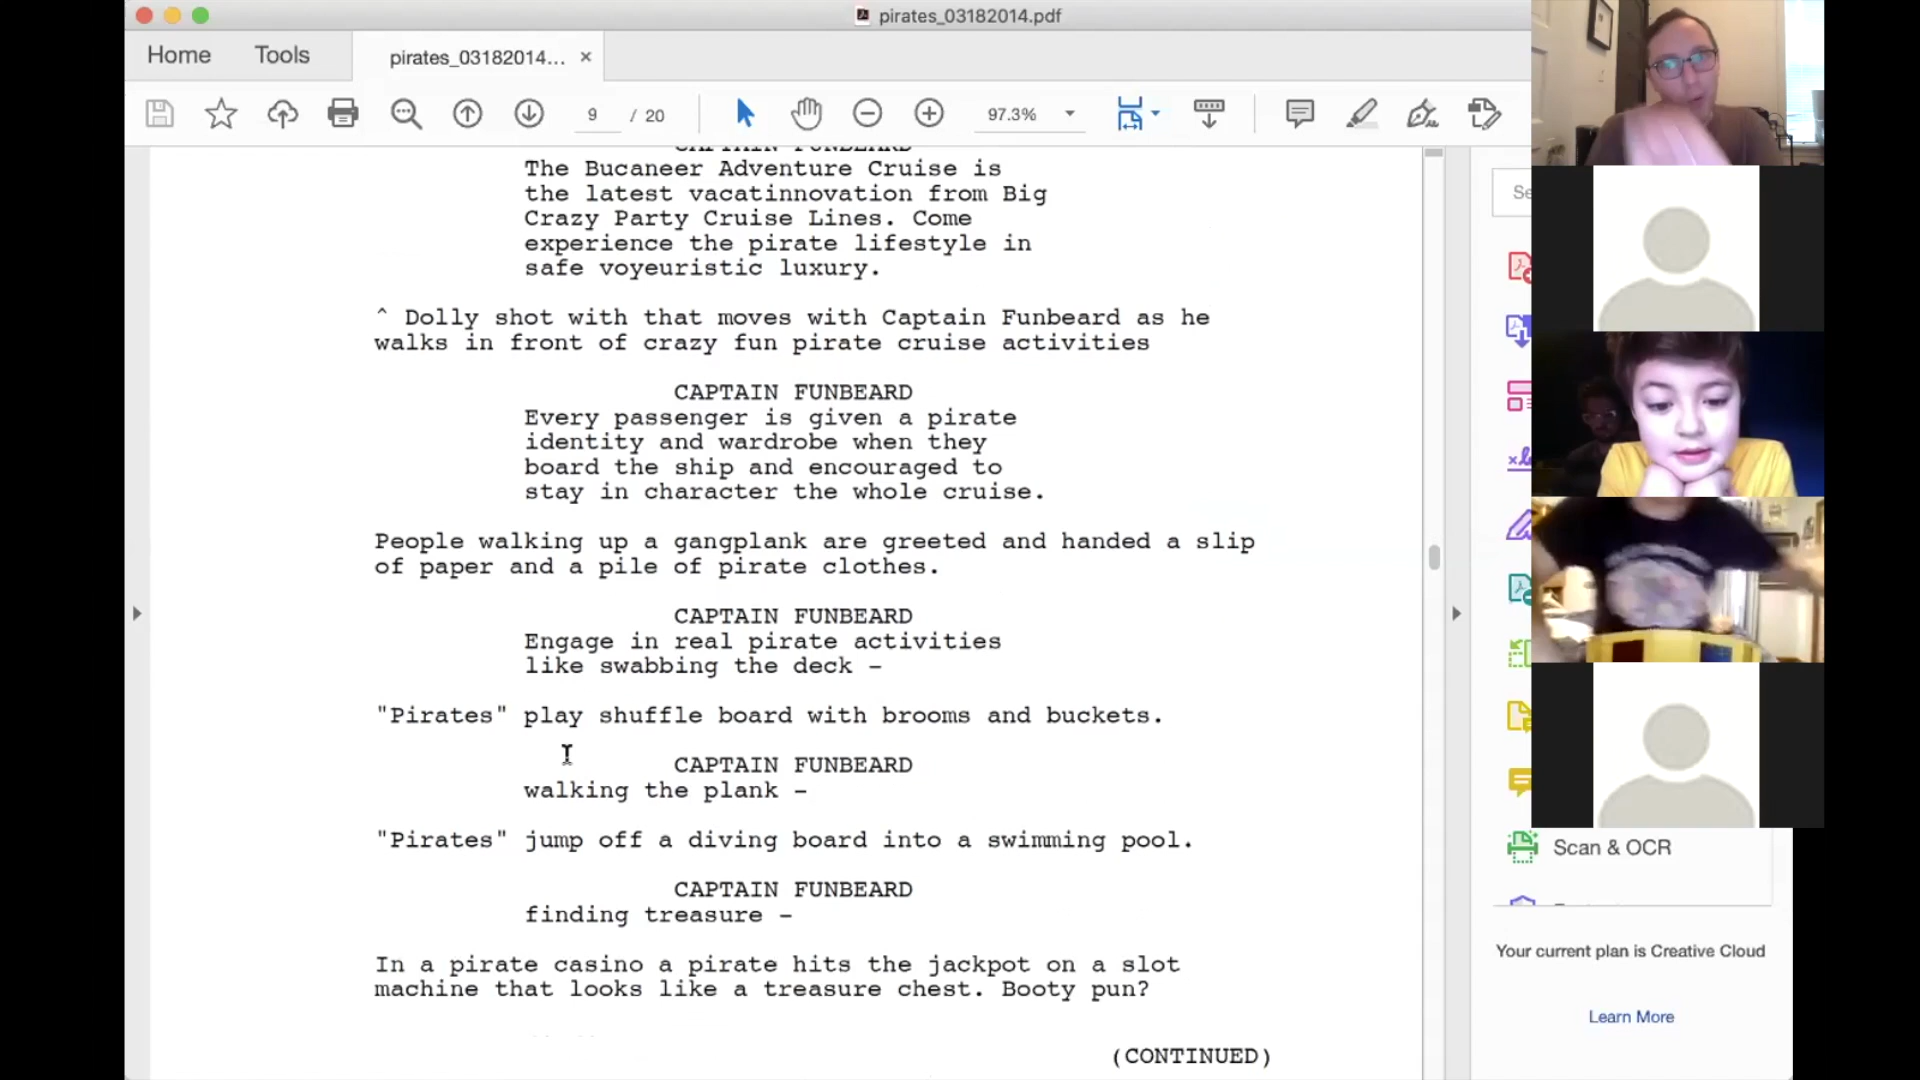 pirates_03182014.pdf
Home Tools pirates_03182014... ×
9 / 20 97.3%
CAPTAIN FUNBEARD
The Bucaneer Adventure Cruise is
the latest vacatinnovation from Big
Crazy Party Cruise Lines. Come
experience the pirate lifestyle in
safe voyeuristic luxury.
^ Dolly shot with that moves with Captain Funbeard as he
walks in front of crazy fun pirate cruise activities
CAPTAIN FUNBEARD
Every passenger is given a pirate
identity and wardrobe when they
board the ship and encouraged to
stay in character the whole cruise.
People walking up a gangplank are greeted and handed a slip
of paper and a pile of pirate clothes.
CAPTAIN FUNBEARD
Engage in real pirate activities
like swabbing the deck –
"Pirates" play shuffle board with brooms and buckets.
CAPTAIN FUNBEARD
walking the plank –
"Pirates" jump off a diving board into a swimming pool.
CAPTAIN FUNBEARD
finding treasure –
In a pirate casino a pirate hits the jackpot on a slot
machine that looks like a treasure chest. Booty pun?
(CONTINUED)
Se
Scan & OCR
Your current plan is Creative Cloud
Learn More